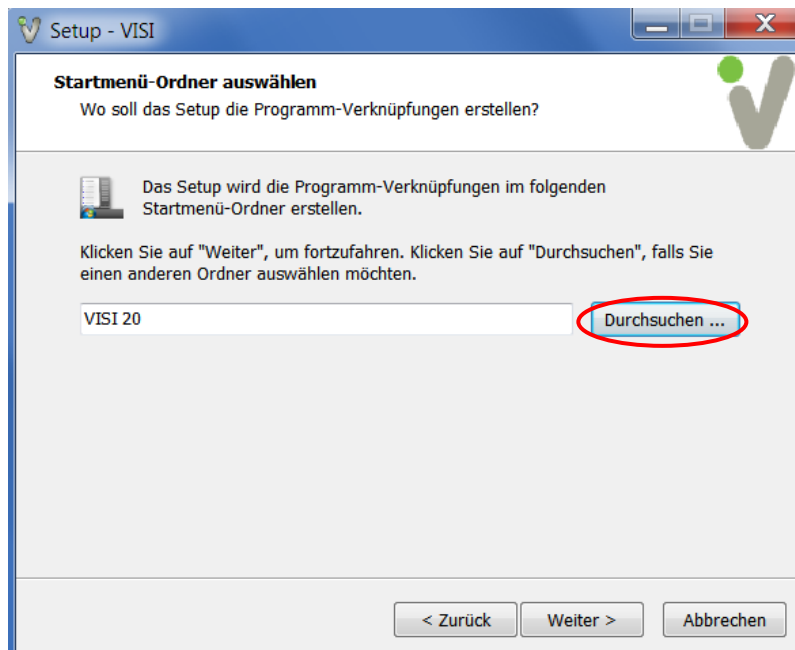 Setup - VISI
Startmenü-Ordner auswählen
Wo soll das Setup die Programm-Verknüpfungen erstellen?
Das Setup wird die Programm-Verknüpfungen im folgenden
Startmenü-Ordner erstellen.
Klicken Sie auf "Weiter", um fortzufahren. Klicken Sie auf "Durchsuchen", falls Sie
einen anderen Ordner auswählen möchten.
VISI 20
Durchsuchen ...
< Zurück
Weiter >
Abbrechen